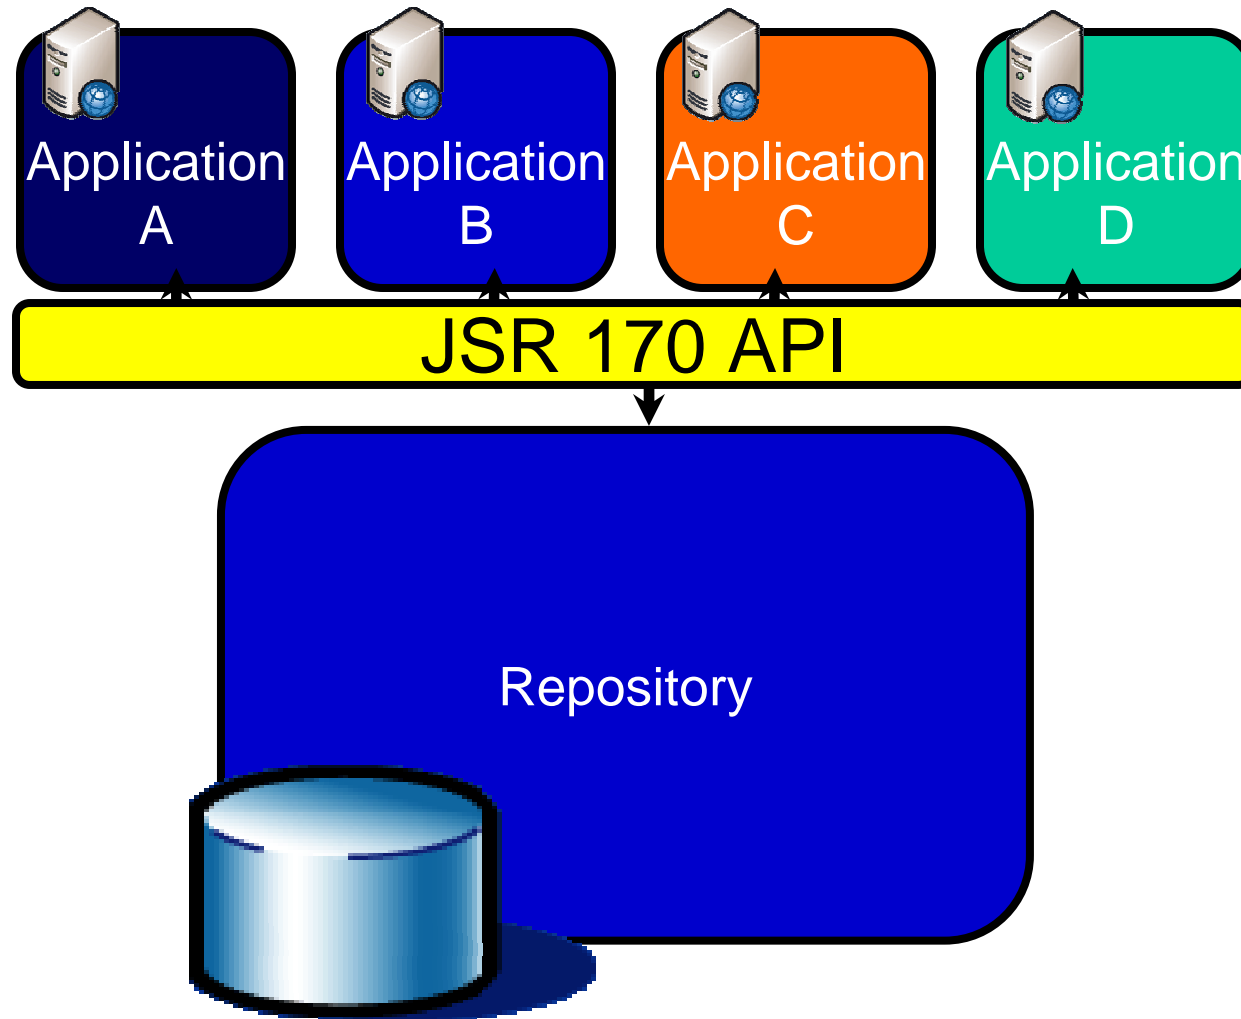 Application
A
Application
B
Application
C
Application
D
JSR 170 API
Repository